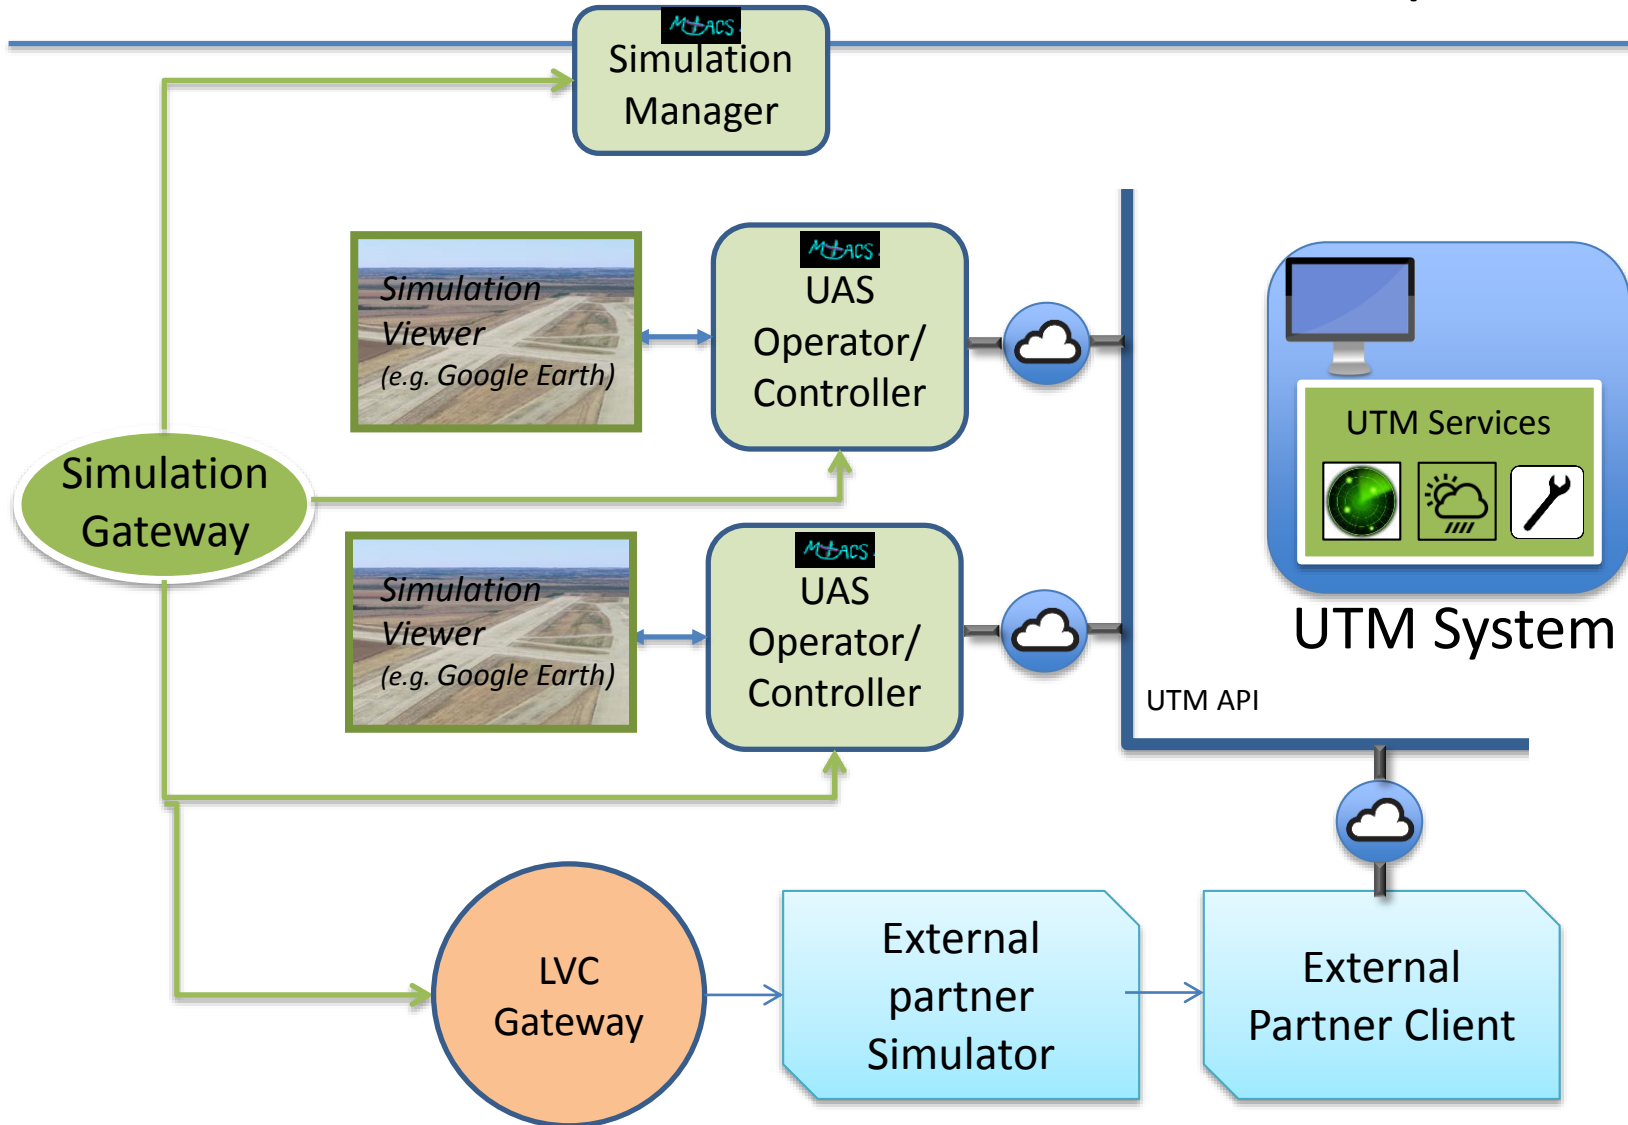 MACS
Simulation
Manager
MACS
UAS
Operator/
Controller
Simulation
Viewer
(e.g. Google Earth)
UTM Services
Simulation
Gateway
MACS
UAS
Operator/
Controller
Simulation
Viewer
(e.g. Google Earth)
UTM System
UTM API
LVC
Gateway
External
partner
Simulator
External
Partner Client